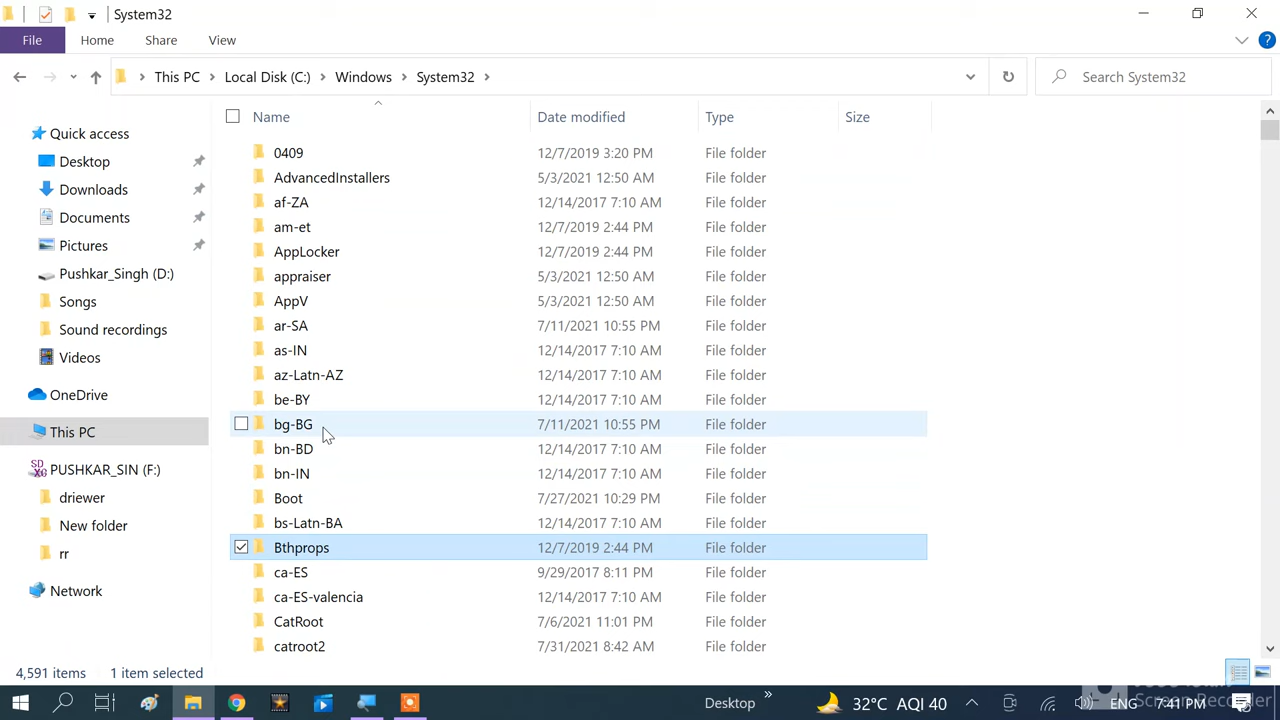 System32
File Home Share View
This PC Local Disk (C:) Windows System32 Search System32
Name Date modified Type Size
Quick access
Desktop
Downloads
Documents
Pictures
Pushkar_Singh (D:)
Songs
Sound recordings
Videos
OneDrive
This PC
PUSHKAR_SIN (F:)
driewer
New folder
rr
Network
0409 12/7/2019 3:20 PM File folder
AdvancedInstallers 5/3/2021 12:50 AM File folder
af-ZA 12/14/2017 7:10 AM File folder
am-et 12/7/2019 2:44 PM File folder
AppLocker 12/7/2019 2:44 PM File folder
appraiser 5/3/2021 12:50 AM File folder
AppV 5/3/2021 12:50 AM File folder
ar-SA 7/11/2021 10:55 PM File folder
as-IN 12/14/2017 7:10 AM File folder
az-Latn-AZ 12/14/2017 7:10 AM File folder
be-BY 12/14/2017 7:10 AM File folder
bg-BG 7/11/2021 10:55 PM File folder
bn-BD 12/14/2017 7:10 AM File folder
bn-IN 12/14/2017 7:10 AM File folder
Boot 7/27/2021 10:29 PM File folder
bs-Latn-BA 12/14/2017 7:10 AM File folder
Bthprops 12/7/2019 2:44 PM File folder
ca-ES 9/29/2017 8:11 PM File folder
ca-ES-valencia 12/14/2017 7:10 AM File folder
CatRoot 7/6/2021 11:01 PM File folder
catroot2 7/31/2021 8:42 AM File folder
4,591 items 1 item selected
Desktop 32°C AQI 40 ENG 7:41 PM
Screen Recorder